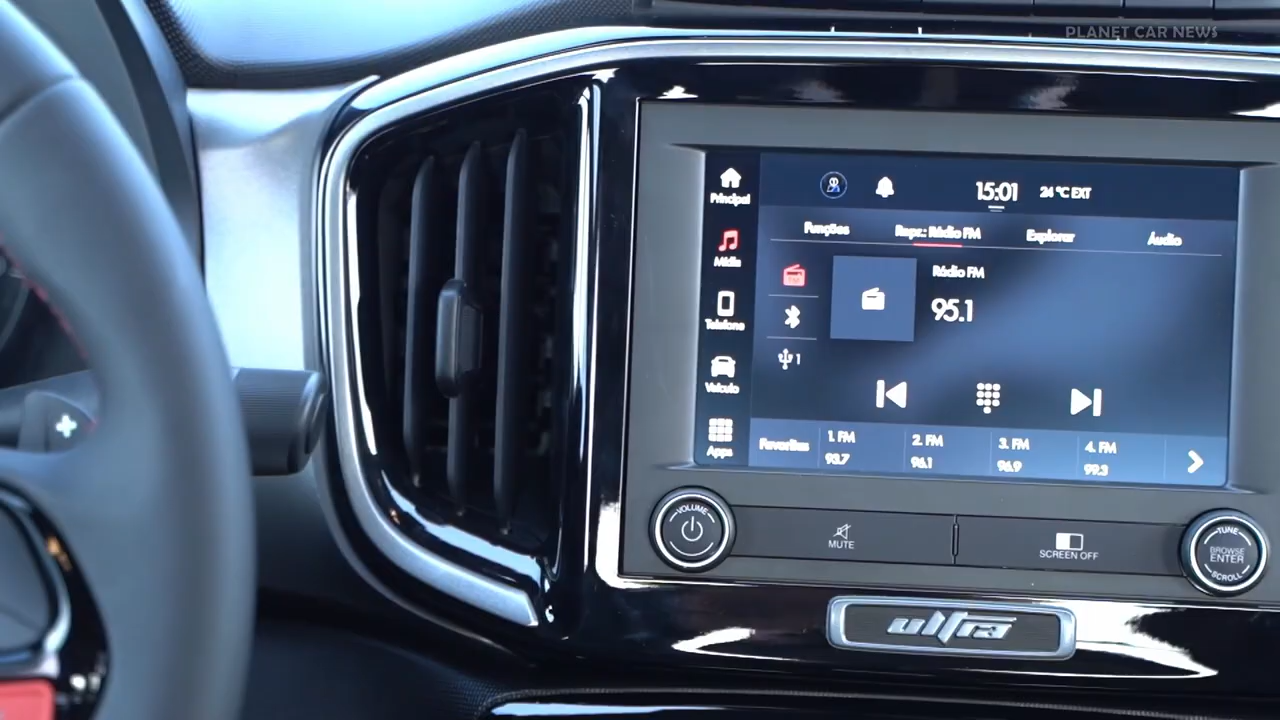 PLANET CAR NEWS
15:01 24°C EXT
Principal
Mídia
Telefone
Veículo
Apps
Funções Repr.: Rádio FM Explorar Áudio
Rádio FM
95.1
1
Favoritos
1. FM
93.7
2. FM
96.1
3. FM
96.9
4. FM
99.3
VOLUME
MUTE
SCREEN OFF
TUNE
BROWSE
ENTER
SCROLL
ultra